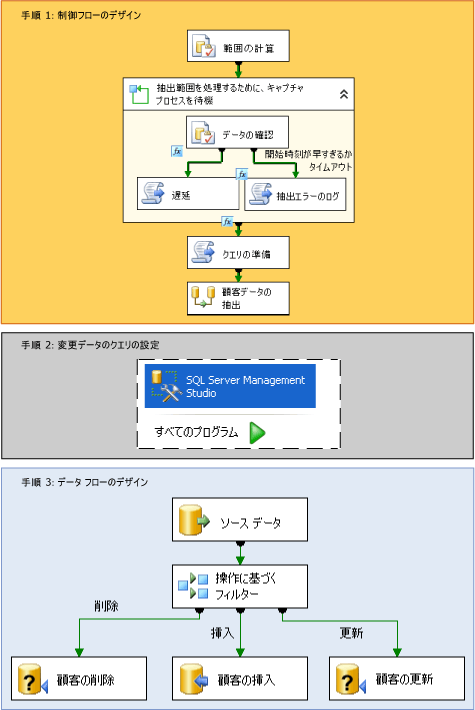 手順 1: 制御フローのデザイン
範囲の計算
抽出範囲を処理するために、キャプチャ
プロセスを待機
データの確認
開始時刻が早すぎるか
タイムアウト
fx
fx
遅延
抽出エラーのログ
fx
クエリの準備
顧客データの
抽出
手順 2: 変更データのクエリの設定
SQL Server Management
Studio
すべてのプログラム
手順 3: データ フローのデザイン
ソース データ
操作に基づく
フィルター
削除
挿入
更新
?
顧客の削除
顧客の挿入
?
顧客の更新